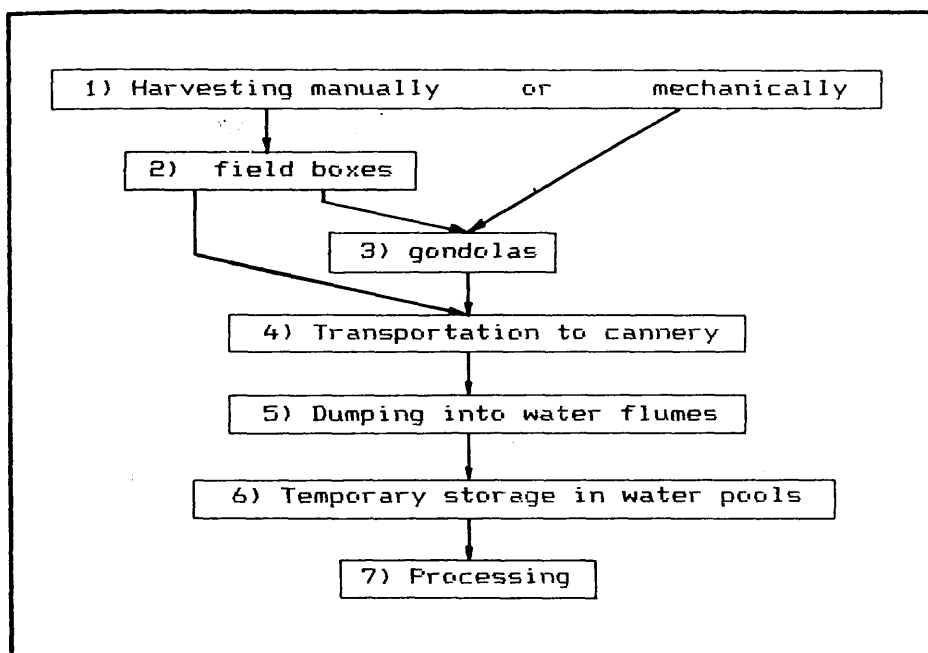 1) Harvesting manually or mechanically
2) field boxes
3) gondolas
4) Transportation to cannery
5) Dumping into water flumes
6) Temporary storage in water pools
7) Processing